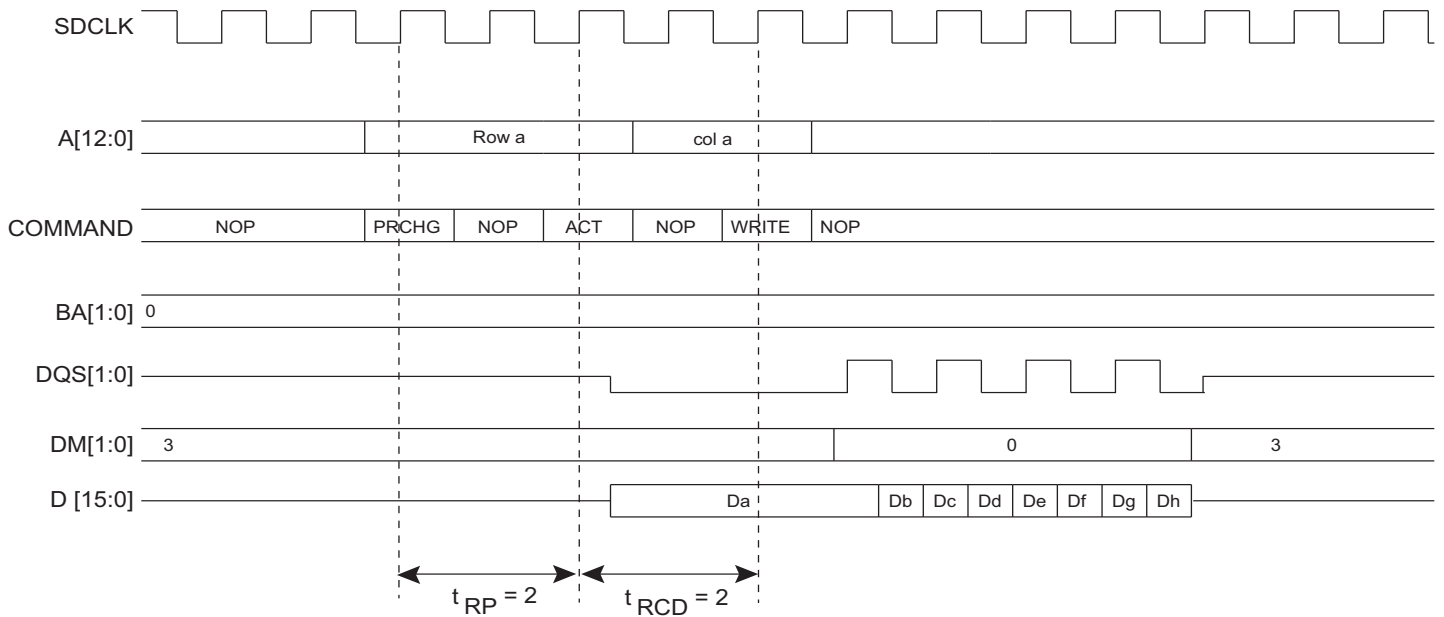 SDCLK
A[12:0] Row a col a
COMMAND NOP PRCHG NOP ACT NOP WRITE NOP
BA[1:0] 0
DQS[1:0]
DM[1:0] 3 0 3
D [15:0] Da Db Dc Dd De Df Dg Dh
t RP = 2 t RCD = 2